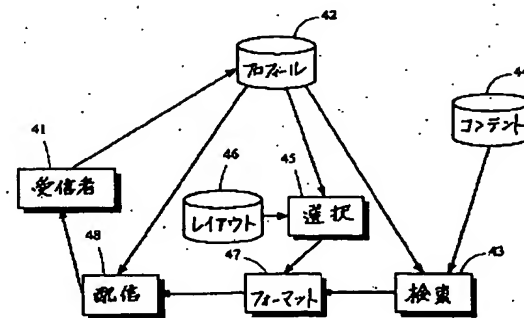 42
プロフィール
44
コンテント
41
受信者
46
レイアウト
45
選択
48
配信
47
フォーマット
43
検索